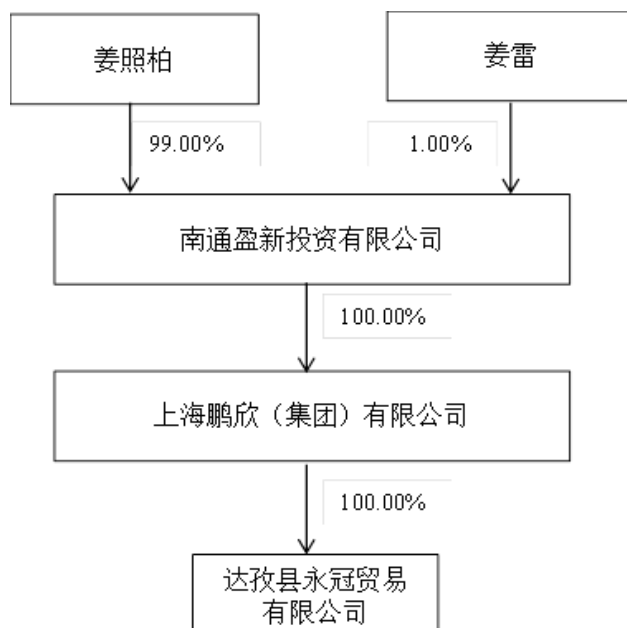 姜照柏
姜雷
99.00%
1.00%
南通盈新投资有限公司
100.00%
上海鹏欣（集团）有限公司
100.00%
达孜县永冠贸易
有限公司